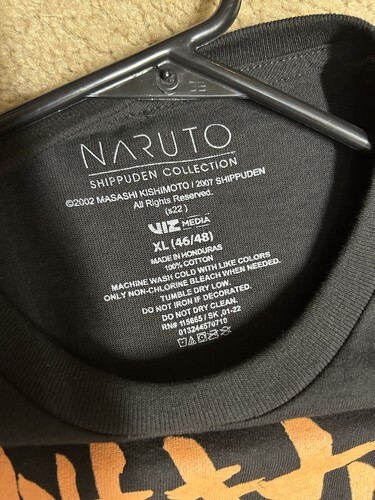 NARUTO
SHIPPUDEN COLLECTION
©2002 MASASHI KISHIMOTO / 2007 SHIPPUDEN
All Rights Reserved.
(s22 )
VIZ MEDIA
XL (46/48)
MADE IN HONDURAS
100% COTTON
MACHINE WASH COLD WITH LIKE COLORS
ONLY NON-CHLORINE BLEACH WHEN NEEDED.
TUMBLE DRY LOW.
DO NOT IRON IF DECORATED.
DO NOT DRY CLEAN.
RN# 115665 / SK ,01-22
013244570710